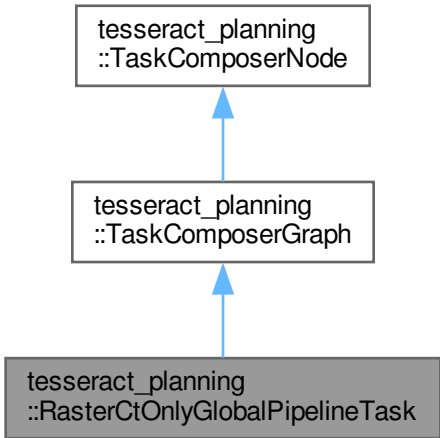 tesseract_planning
::TaskComposerNode
tesseract_planning
::TaskComposerGraph
tesseract_planning
::RasterCtOnlyGlobalPipelineTask